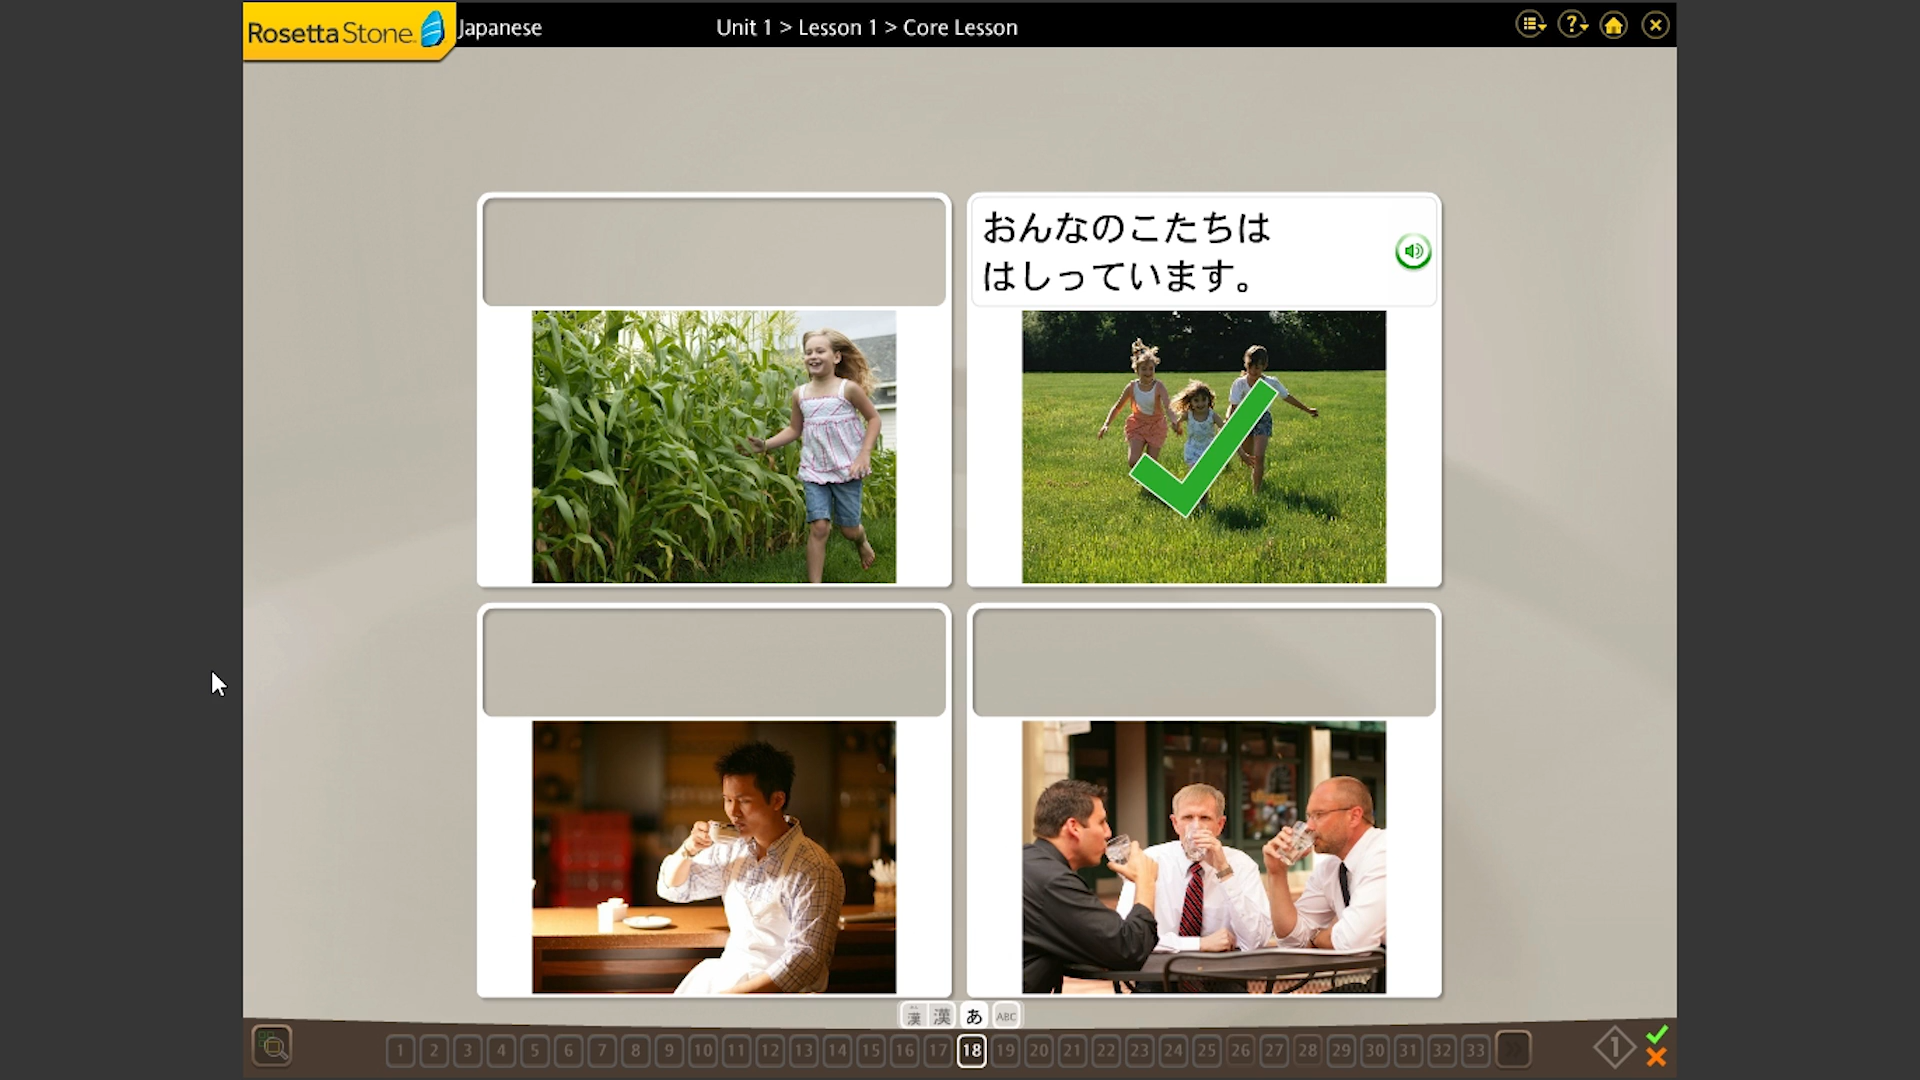 RosettaStone
Japanese
Unit 1 > Lesson 1 > Core Lesson
おんなのこたちは
はしっています。
漢 漢 あ ABC
1 2 3 4 5 6 7 8 9 10 11 12 13 14 15 16 17 18 19 20 21 22 23 24 25 26 27 28 29 30 31 32 33
1